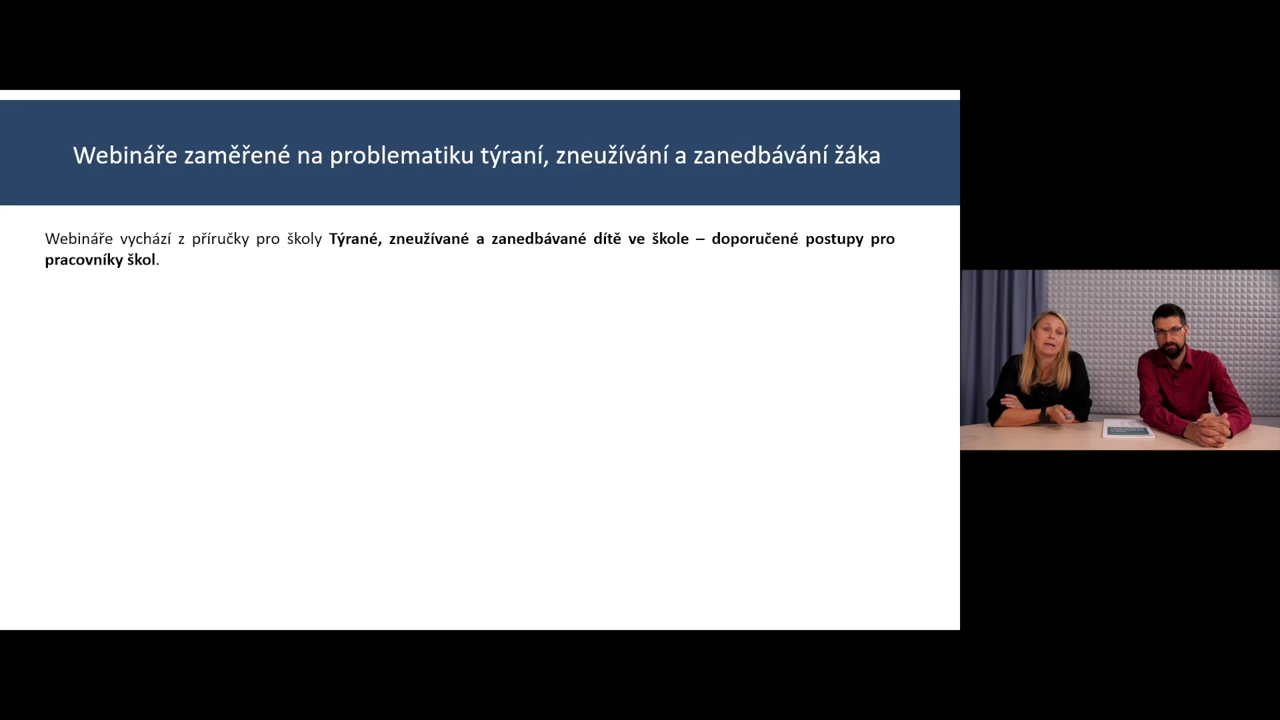 Webináře zaměřené na problematiku týraní, zneužívání a zanedbávání žáka
Webináře vychází z příručky pro školy Týrané, zneužívané a zanedbávané dítě ve škole – doporučené postupy pro
pracovníky škol.